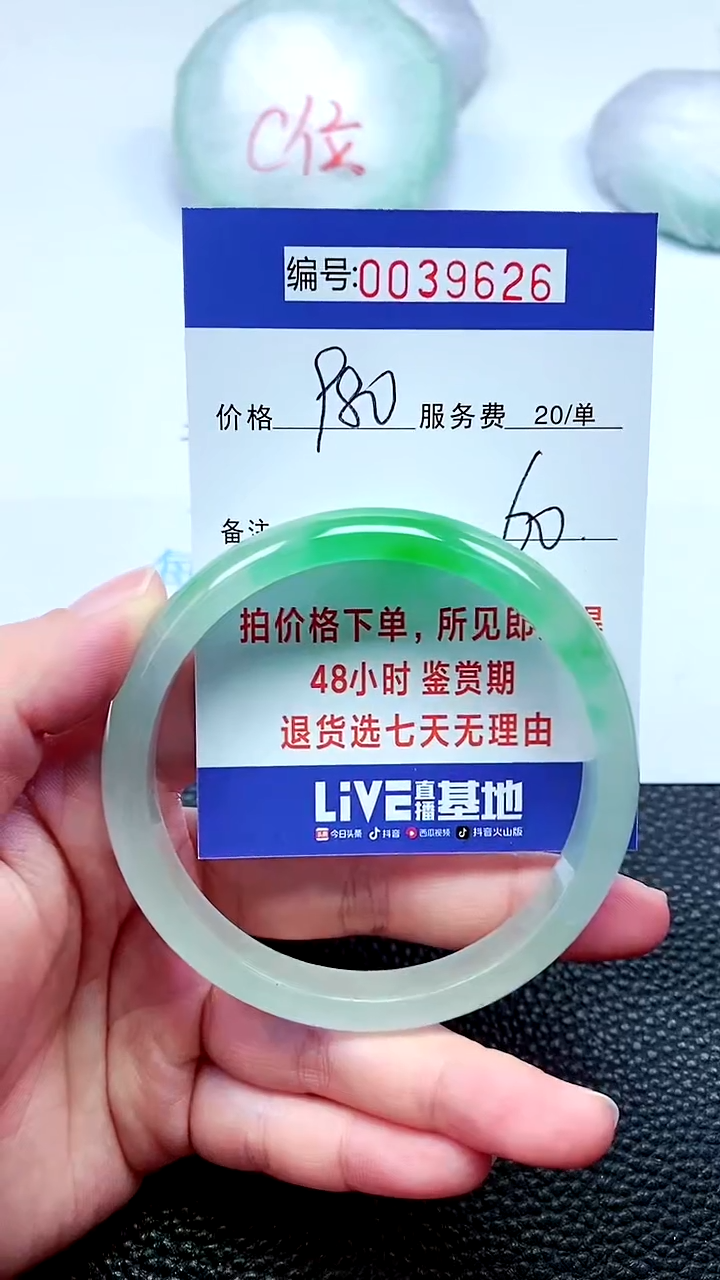 C位
编号:0039626
价格 980 服务费 20/单
备注 60.
拍价格下单，所见即
48小时 鉴赏期
退货选七天无理由
LiVE直播基地
今日头条 抖音 西瓜视频 抖音火山版